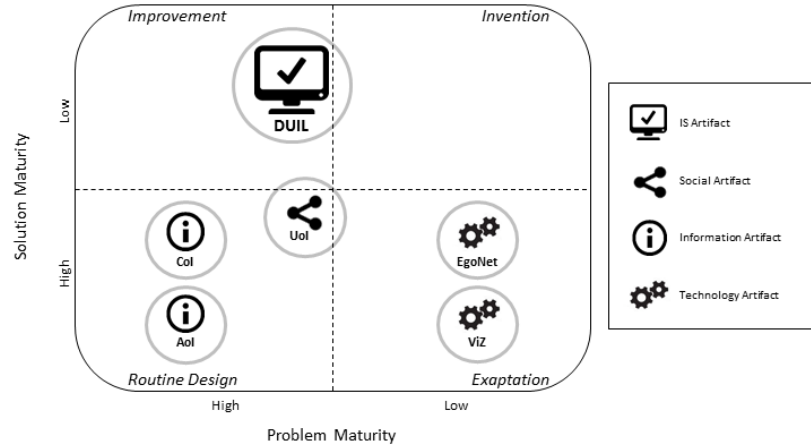 Improvement
Invention
DUIL
Low
Solution Maturity
High
UoI
CoI
EgoNet
AoI
ViZ
Routine Design
Exaptation
High
Low
Problem Maturity
IS Artifact
Social Artifact
Information Artifact
Technology Artifact